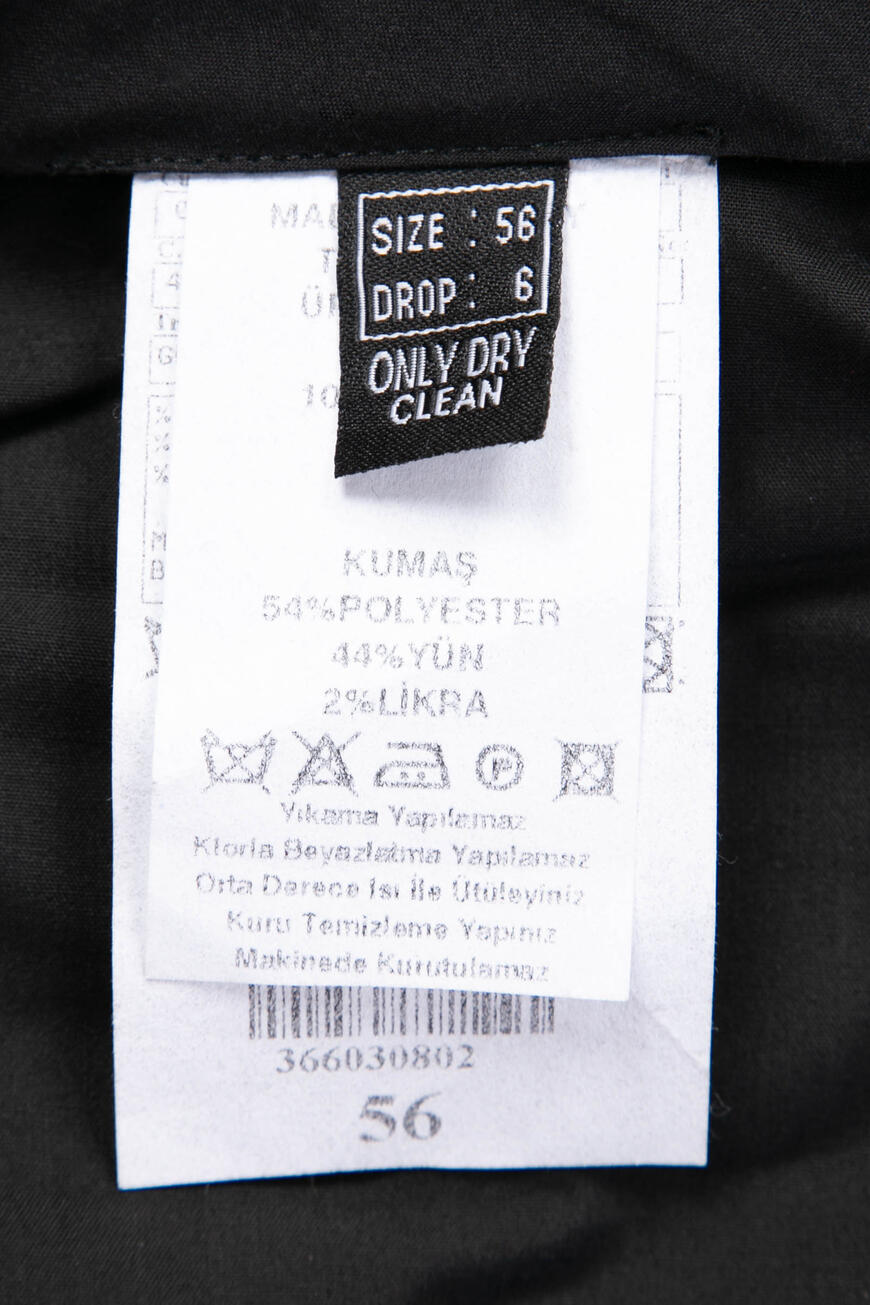 SIZE : 56
DROP : 6
ONLY DRY
CLEAN
10
KUMAŞ
54%POLYESTER
44%YÜN
2%LİKRA
Yıkama Yapılamaz
Klorla Beyazlatma Yapılamaz
Orta Derece Isı İle Ütüleyiniz
Kuru Temizleme Yapınız
Makinede Kurutulamaz
366030802
56